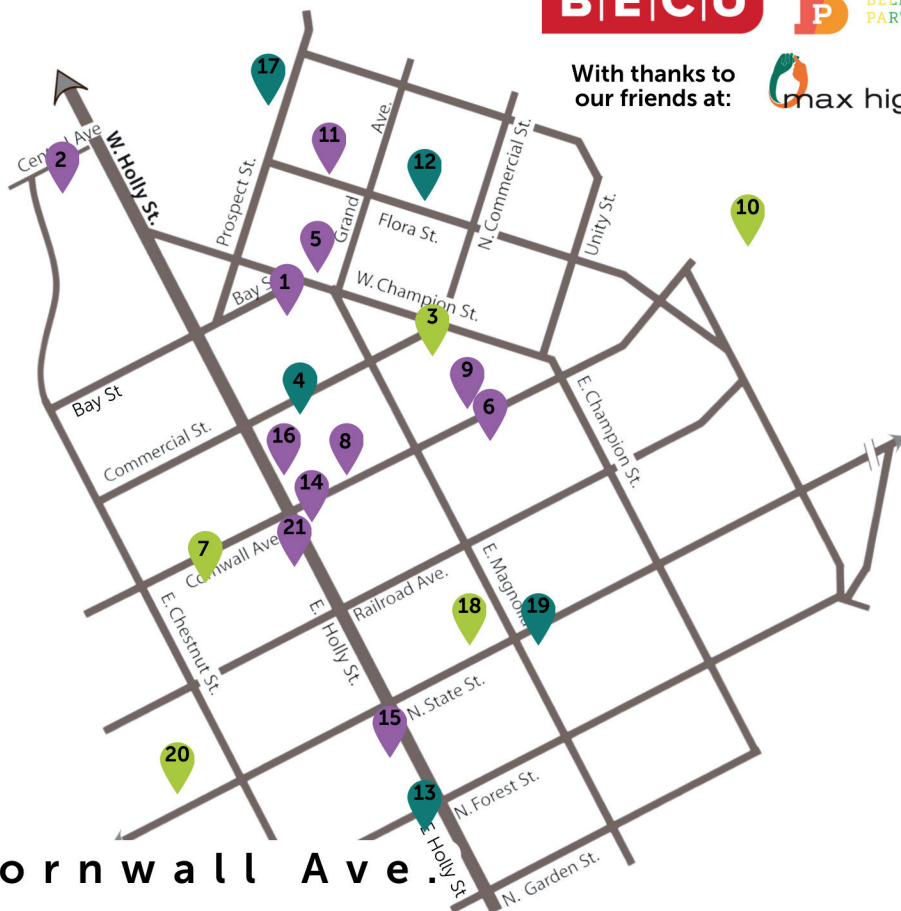 B|E|C|U
P
With thanks to
our friends at:
max hig
17
Ave.
Central Ave
W. Holly St.
2
11
12
N. Commercial St.
Prospect St.
Grand
Flora St.
Unity St.
10
5
Bay S
1
W. Champion St.
3
4
9
6
Bay St
E. Champion St.
Commercial St.
16
8
14
21
7
Cornwall Ave
E. Chestnut St.
E. Holly St.
Railroad Ave.
E. Magnolia
18
19
N. State St.
15
20
13
N. Forest St.
E Holly St
N. Garden St.
ornwall Ave.